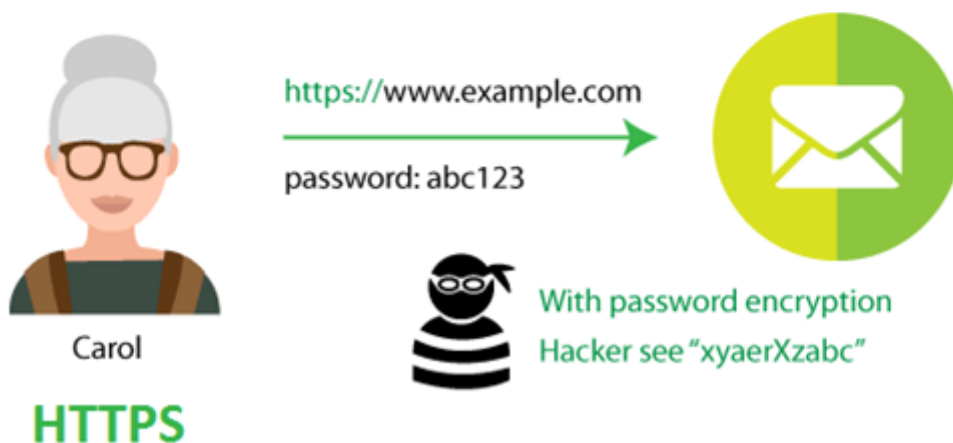 https://www.example.com
password: abc123
With password encryption
Hacker see “xyaerXzabc”
Carol
HTTPS